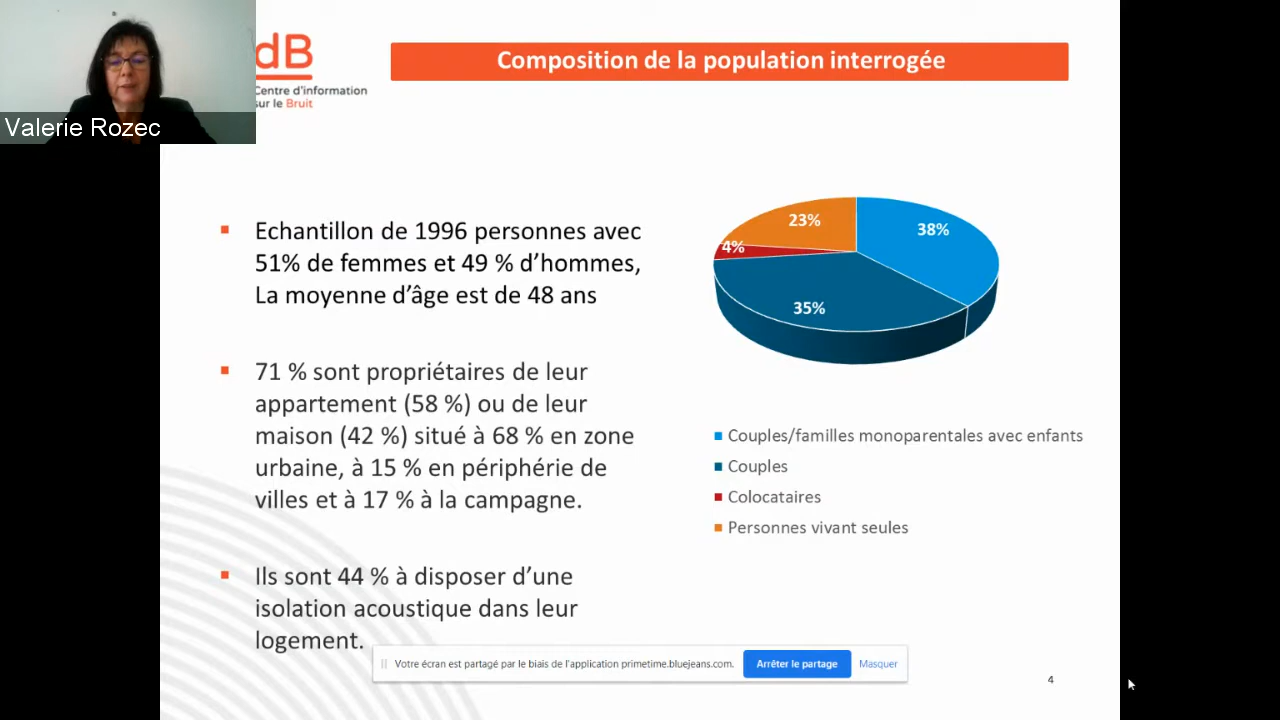 dB
Centre d'information
sur le Bruit
Valerie Rozec
Composition de la population interrogée
Echantillon de 1996 personnes avec
51% de femmes et 49 % d'hommes,
La moyenne d'âge est de 48 ans
71 % sont propriétaires de leur
appartement (58 %) ou de leur
maison (42 %) situé à 68 % en zone
urbaine, à 15 % en périphérie de
villes et à 17 % à la campagne.
Ils sont 44 % à disposer d'une
isolation acoustique dans leur
logement.
23%
38%
4%
35%
Couples/familles monoparentales avec enfants
Couples
Colocataires
Personnes vivant seules
Votre écran est partagé par le biais de l'application primetime.bluejeans.com.
Arrêter le partage
Masquer
4